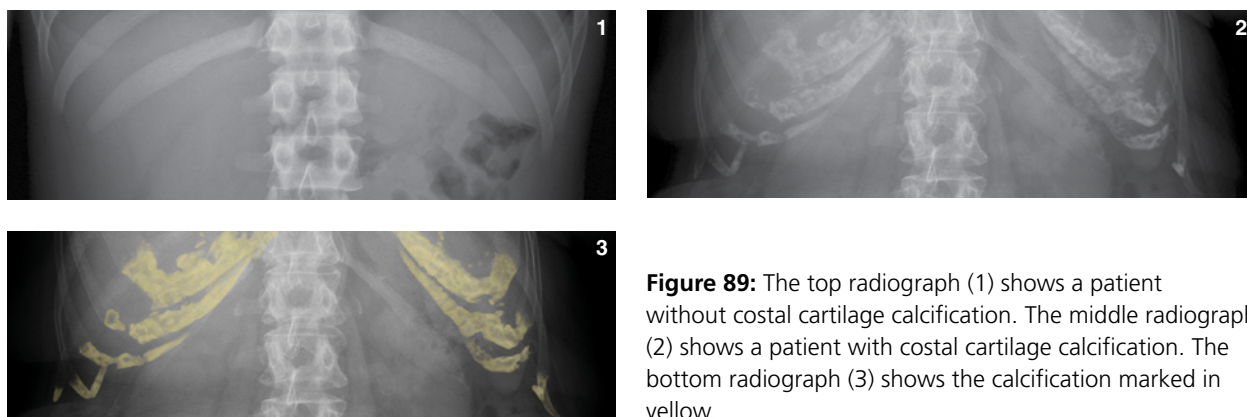 1
2
3
Figure 89: The top radiograph (1) shows a patient
without costal cartilage calcification. The middle radiograph
(2) shows a patient with costal cartilage calcification. The
bottom radiograph (3) shows the calcification marked in
yellow